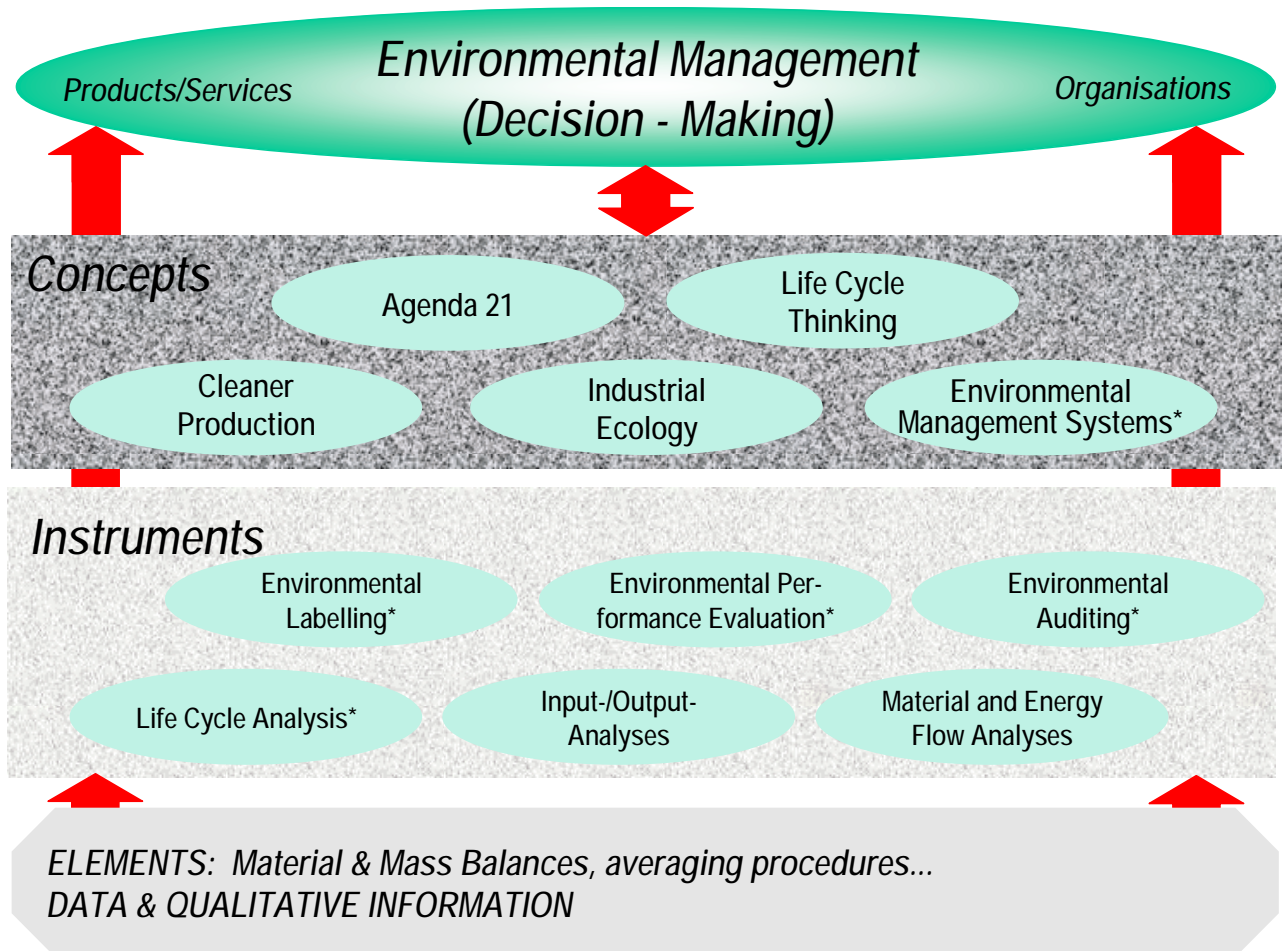 Environmental Management
(Decision - Making)
Products/Services
Organisations
Concepts
Agenda 21
Life Cycle
Thinking
Cleaner
Production
Industrial
Ecology
Environmental
Management Systems*
Instruments
Environmental
Labelling*
Environmental Per-
formance Evaluation*
Environmental
Auditing*
Life Cycle Analysis*
Input-/Output-
Analyses
Material and Energy
Flow Analyses
ELEMENTS: Material & Mass Balances, averaging procedures...
DATA & QUALITATIVE INFORMATION